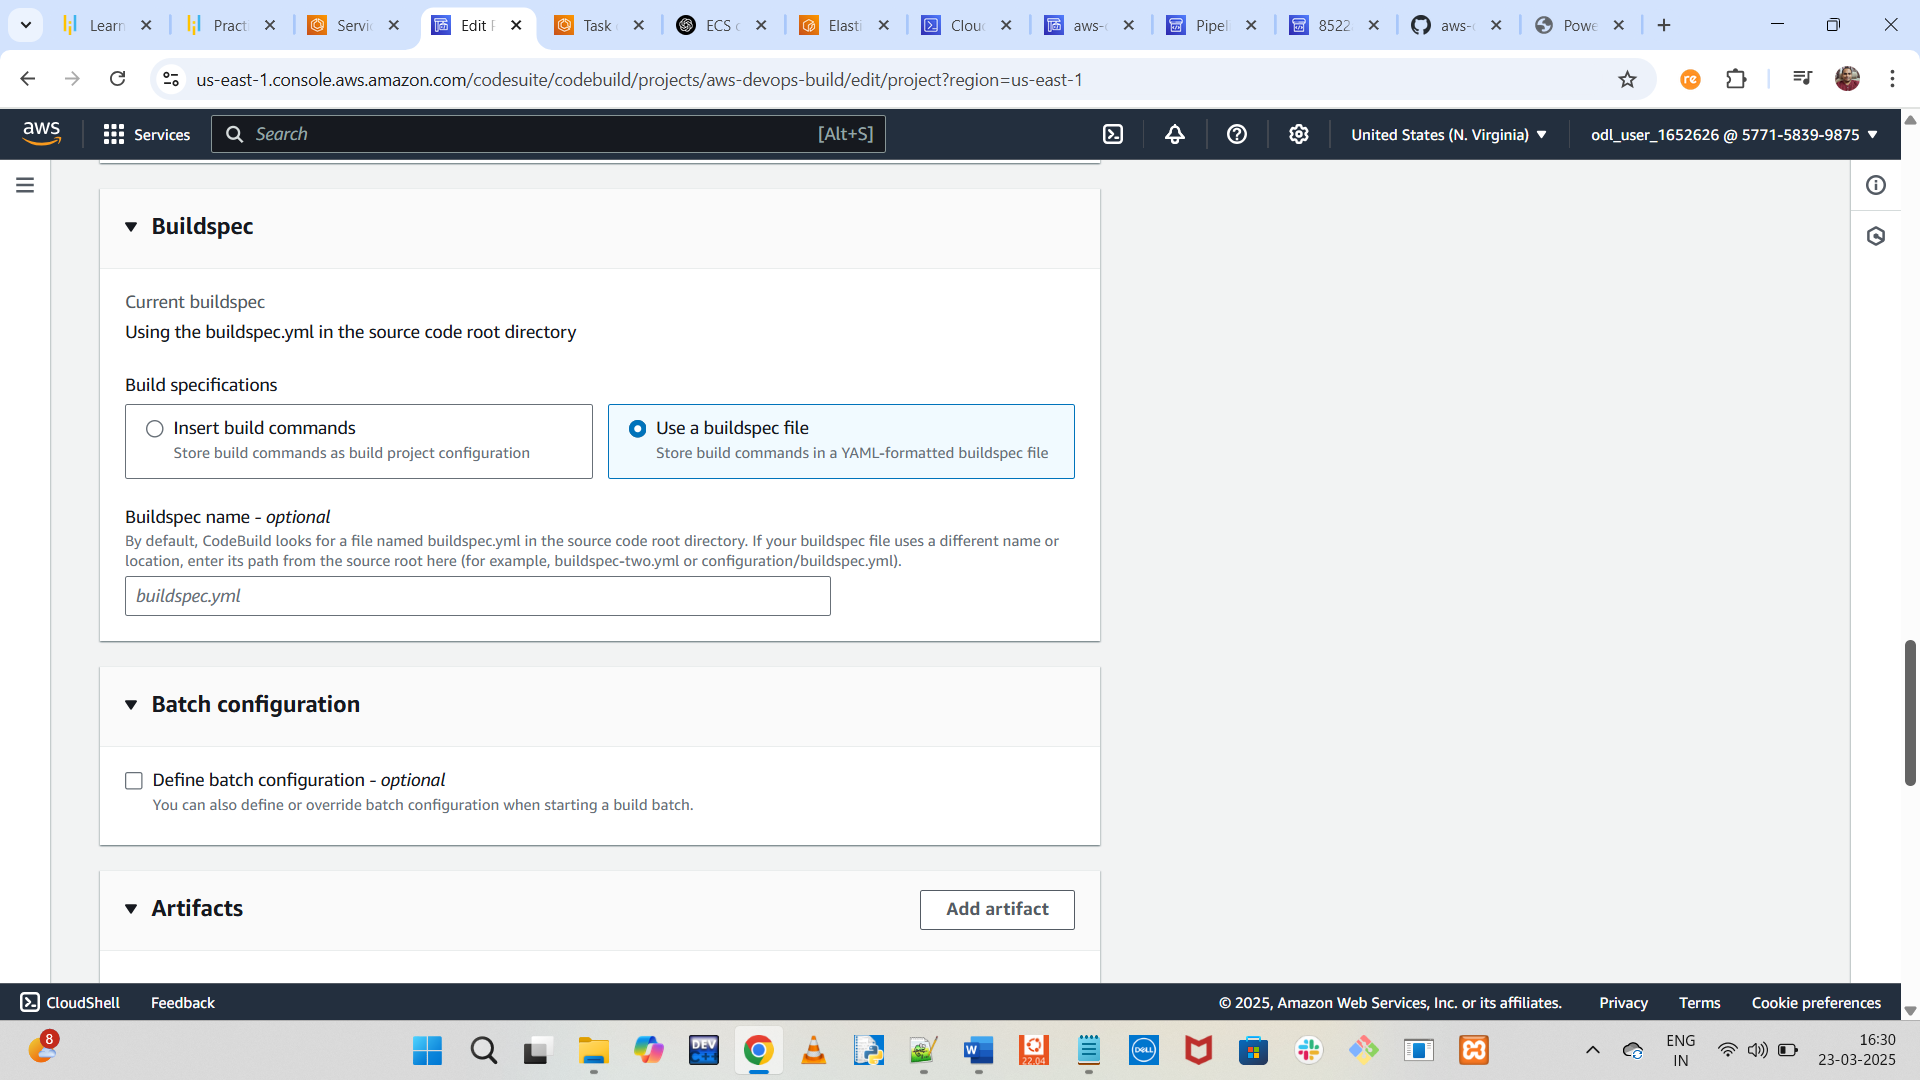 Learn
Practi
Servic
Edit P
Task
ECS
Elasti
Clou
aws-
Pipel
8522
aws-
Powe
us-east-1.console.aws.amazon.com/codesuite/codebuild/projects/aws-devops-build/edit/project?region=us-east-1
re
aws
Services
Search
[Alt+S]
United States (N. Virginia)
odl_user_1652626 @ 5771-5839-9875
Buildspec
Current buildspec
Using the buildspec.yml in the source code root directory
Build specifications
Insert build commands
Store build commands as build project configuration
Use a buildspec file
Store build commands in a YAML-formatted buildspec file
Buildspec name - optional
By default, CodeBuild looks for a file named buildspec.yml in the source code root directory. If your buildspec file uses a different name or
location, enter its path from the source root here (for example, buildspec-two.yml or configuration/buildspec.yml).
buildspec.yml
Batch configuration
Define batch configuration - optional
You can also define or override batch configuration when starting a build batch.
Artifacts
Add artifact
CloudShell
Feedback
© 2025, Amazon Web Services, Inc. or its affiliates.
Privacy
Terms
Cookie preferences
8
DEV
C++
W
22.04
DELL
ENG
IN
16:30
23-03-2025